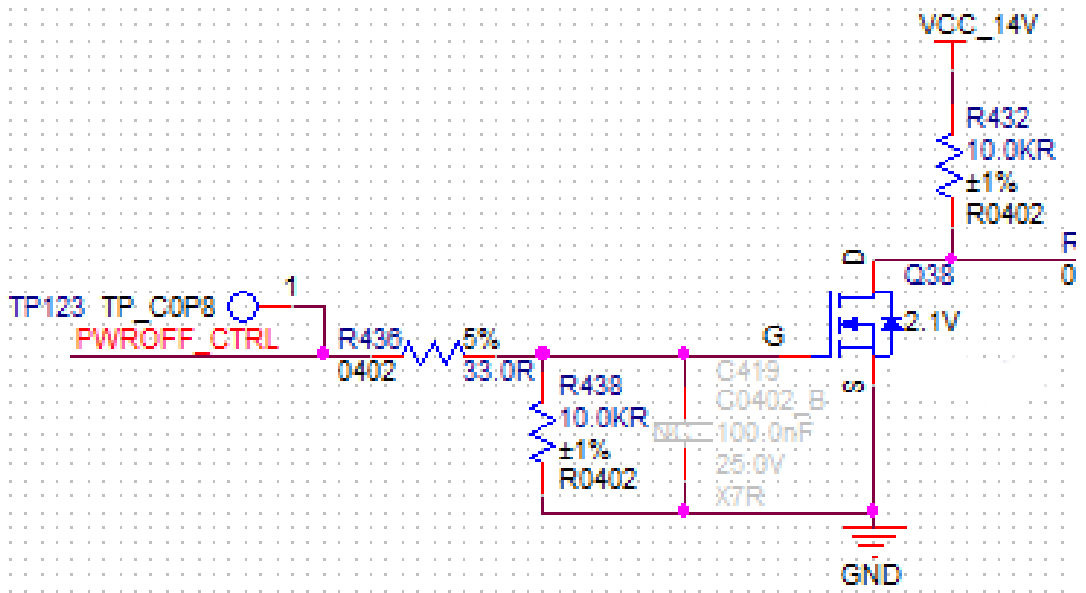 VCC_14V
R432
10.0KR
±1%
R0402
R
0
D
Q38
2.1V
G
S
1
TP123 TP_C0P8
PWROFF_CTRL
R436 5%
0402 33.0R
R438
10.0KR
±1%
R0402
C419
C0402_B
100.0nF
25.0V
X7R
GND